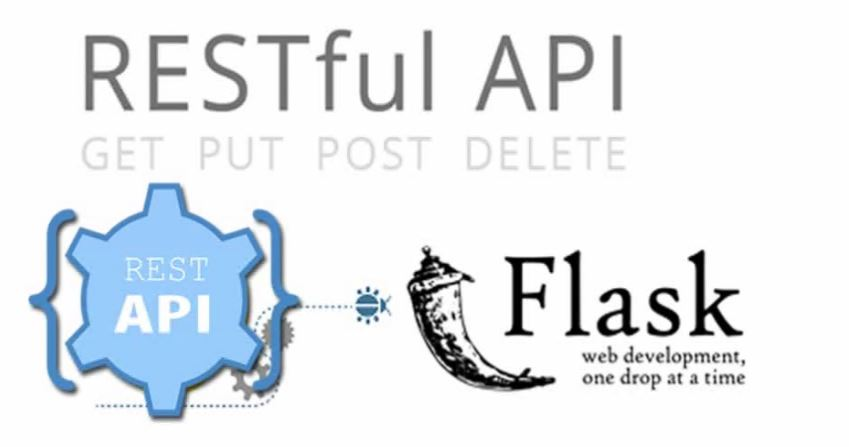 RESTful API
GET PUT POST DELETE
REST
API
Flask
web development,
one drop at a time